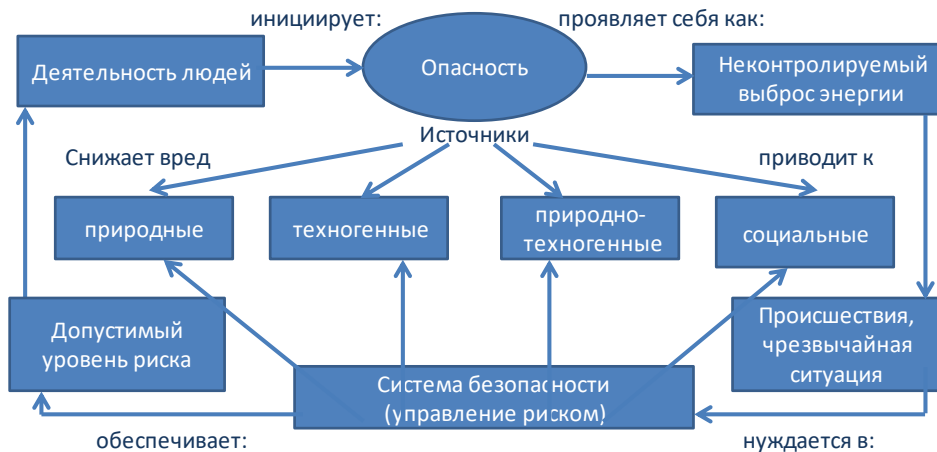 инициирует:
проявляет себя как:
Деятельность людей
Опасность
Неконтролируемый
выброс энергии
Источники
Снижает вред
приводит к
природные
техногенные
природно-
техногенные
социальные
Допустимый
уровень риска
Происшествия,
чрезвычайная
ситуация
Система безопасности
(управление риском)
обеспечивает:
нуждается в: